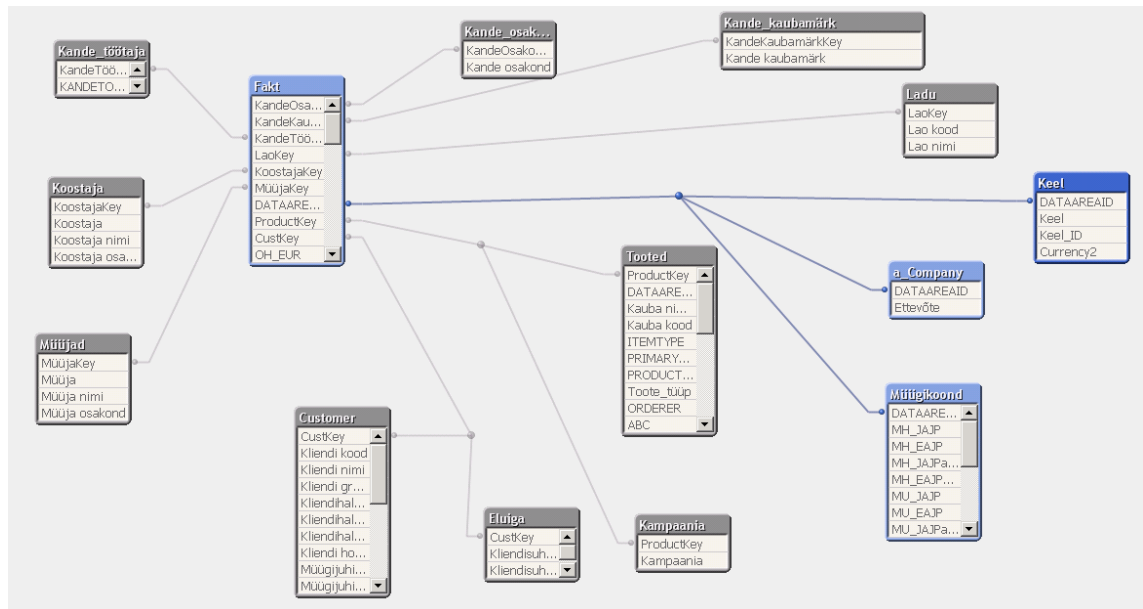 Kande_töötaja
KandeTöö...
KANDETO...
Fakt
KandeOsa...
KandeKau...
KandeTöö...
LaoKey
KoostajaKey
MüüjaKey
DATAARE...
ProductKey
CustKey
OH_EUR
Kande_osak...
KandeOsako...
Kande osakond
Kande_kaubamärk
KandeKaubamärkKey
Kande kaubamärk
Ladu
LaoKey
Lao kood
Lao nimi
Koostaja
KoostajaKey
Koostaja
Koostaja nimi
Koostaja osa...
Keel
DATAAREAID
Keel
Keel_ID
Currency2
Tooted
ProductKey
DATAARE...
Kauba ni...
Kauba kood
ITEMTYPE
PRIMARY...
PRODUCT...
Toote_tüüp
ORDERER
ABC
a_Company
DATAAREAID
Ettevõte
Müüjad
MüüjaKey
Müüja
Müüja nimi
Müüja osakond
Müügikoond
DATAARE...
MH_JAJP
MH_EAJP
MH_JAJPa...
MH_EAJP...
MU_JAJP
MU_EAJP
MU_JAJPa...
Customer
CustKey
Kliendi kood
Kliendi nimi
Kliendi gr...
Kliendihal...
Kliendihal...
Kliendihal...
Kliendi ho...
Müügijuhi...
Müügijuhi...
Eluiga
CustKey
Kliendisuh...
Kliendisuh...
Kampaania
ProductKey
Kampaania